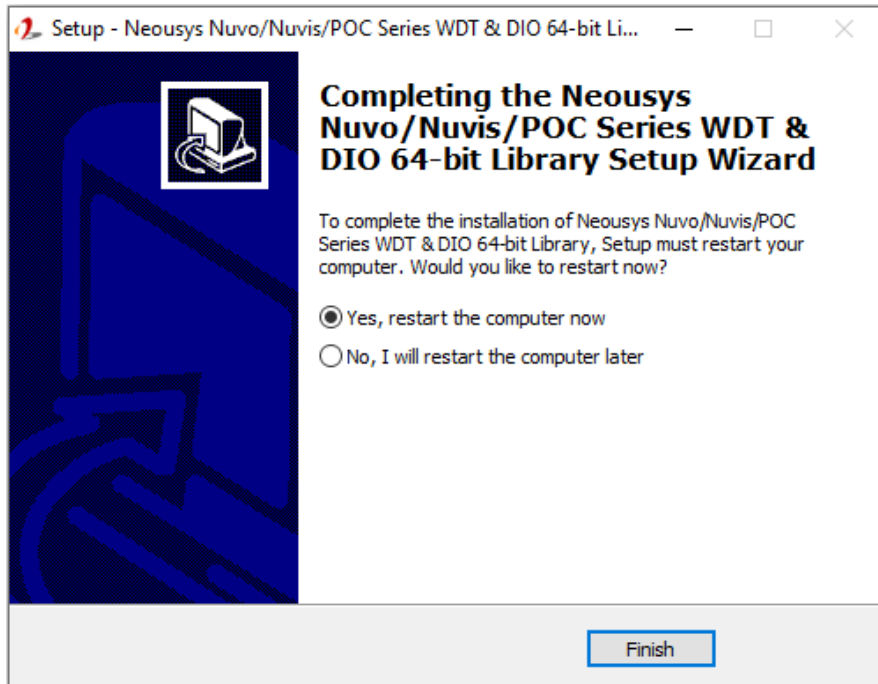 Setup - Neousys Nuvo/Nuvis/POC Series WDT & DIO 64-bit Li...
Completing the Neousys
Nuvo/Nuvis/POC Series WDT &
DIO 64-bit Library Setup Wizard
To complete the installation of Neousys Nuvo/Nuvis/POC
Series WDT & DIO 64-bit Library, Setup must restart your
computer. Would you like to restart now?
Yes, restart the computer now
No, I will restart the computer later
Finish